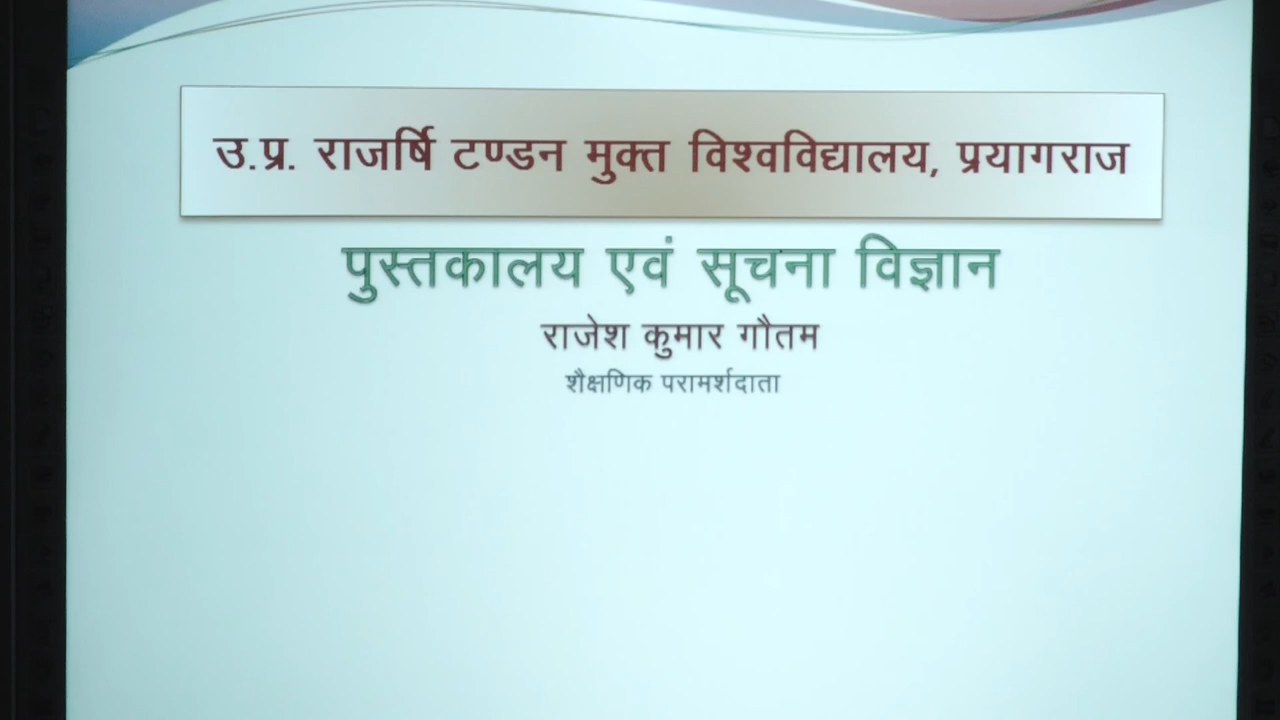 उ.प्र. राजर्षि टण्डन मुक्त विश्वविद्यालय, प्रयागराज
पुस्तकालय एवं सूचना विज्ञान
राजेश कुमार गौतम
शैक्षणिक परामर्शदाता